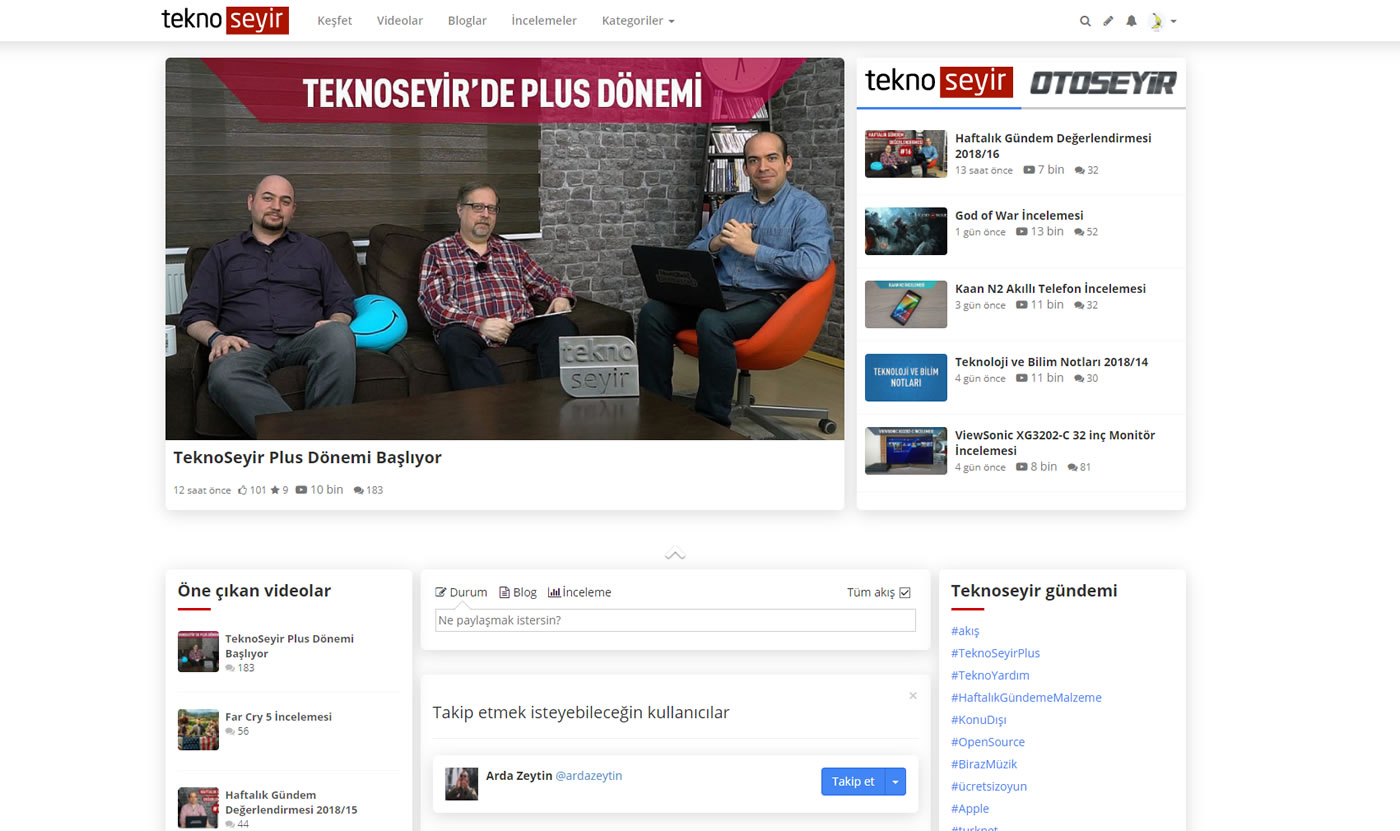 tekno seyir Keşfet Videolar Bloglar İncelemeler Kategoriler
TEKNOSEYİR'DE PLUS DÖNEMİ
tekno
seyir
TeknoSeyir Plus Dönemi Başlıyor
12 saat önce 101 9 10 bin 183
tekno seyir OTOSEYİR
HAFTALIK GÜNDEM
DEĞERLENDİRMESİ
#16
Haftalık Gündem Değerlendirmesi
2018/16
13 saat önce 7 bin 32
God of War İncelemesi
1 gün önce 13 bin 52
Kaan N2 Akıllı Telefon İncelemesi
3 gün önce 11 bin 32
TEKNOLOJİ VE BİLİM
NOTLARI
Teknoloji ve Bilim Notları 2018/14
4 gün önce 11 bin 30
ViewSonic XG3202-C 32 inç Monitör
İncelemesi
4 gün önce 8 bin 81
Öne çıkan videolar
TeknoSeyir Plus Dönemi
Başlıyor
183
Far Cry 5 İncelemesi
56
Haftalık Gündem
Değerlendirmesi 2018/15
44
Durum Blog İnceleme Tüm akış
Ne paylaşmak istersin?
×
Takip etmek isteyebileceğin kullanıcılar
Arda Zeytin @ardazeytin Takip et
Teknoseyir gündemi
#akış
#TeknoSeyirPlus
#TeknoYardım
#HaftalıkGündemeMalzeme
#KonuDışı
#OpenSource
#BirazMüzik
#ücretsizoyun
#Apple
#turknet